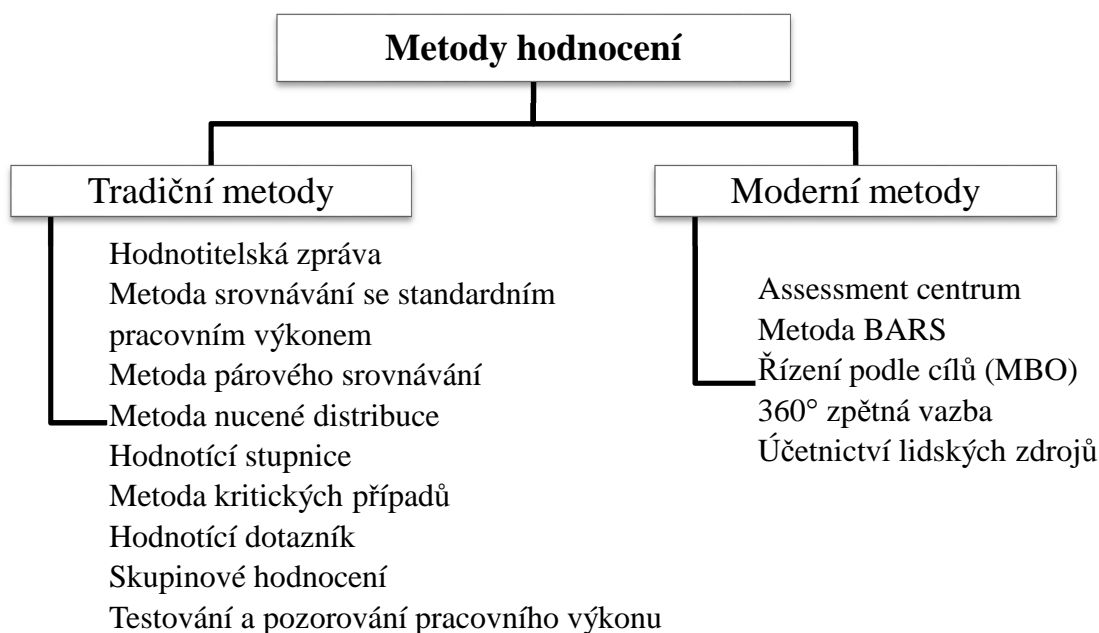 Metody hodnocení
Tradiční metody
Hodnotitelská zpráva
Metoda srovnávání se standardním
pracovním výkonem
Metoda párového srovnávání
Metoda nucené distribuce
Hodnotící stupnice
Metoda kritických případů
Hodnotící dotazník
Skupinové hodnocení
Testování a pozorování pracovního výkonu
Moderní metody
Assessment centrum
Metoda BARS
Řízení podle cílů (MBO)
360° zpětná vazba
Účetnictví lidských zdrojů